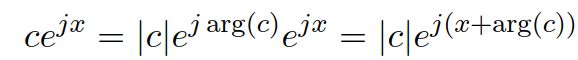 ce^{jx} = |c|e^{j arg(c)}e^{jx} = |c|e^{j(x+arg(c))}